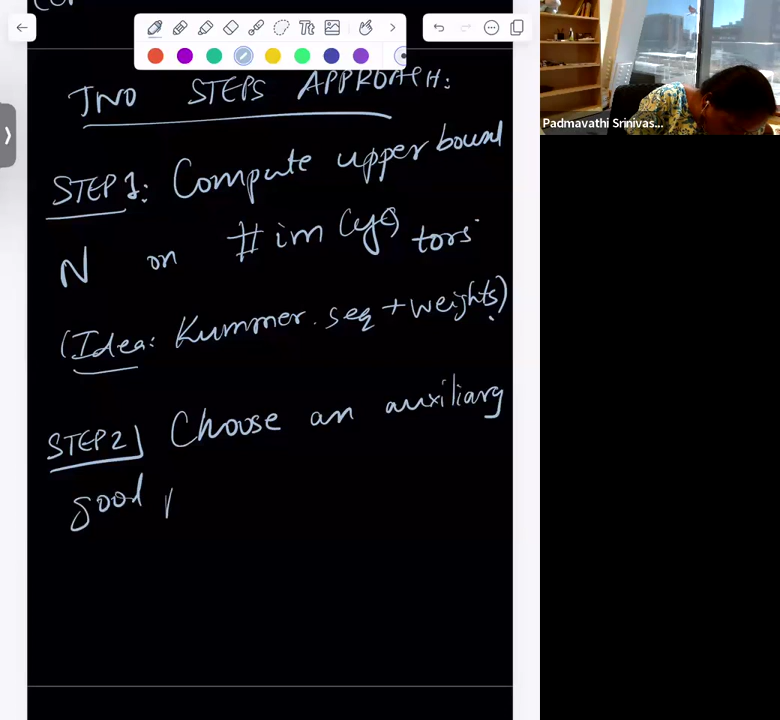 TWO STEPS APPROACH:
STEP 1: Compute upper bound
N on # im (cyc) tors
(Idea: Kummer. seq + weights)
STEP 2] Choose an auxiliary
good
Padmavathi Srinivas...